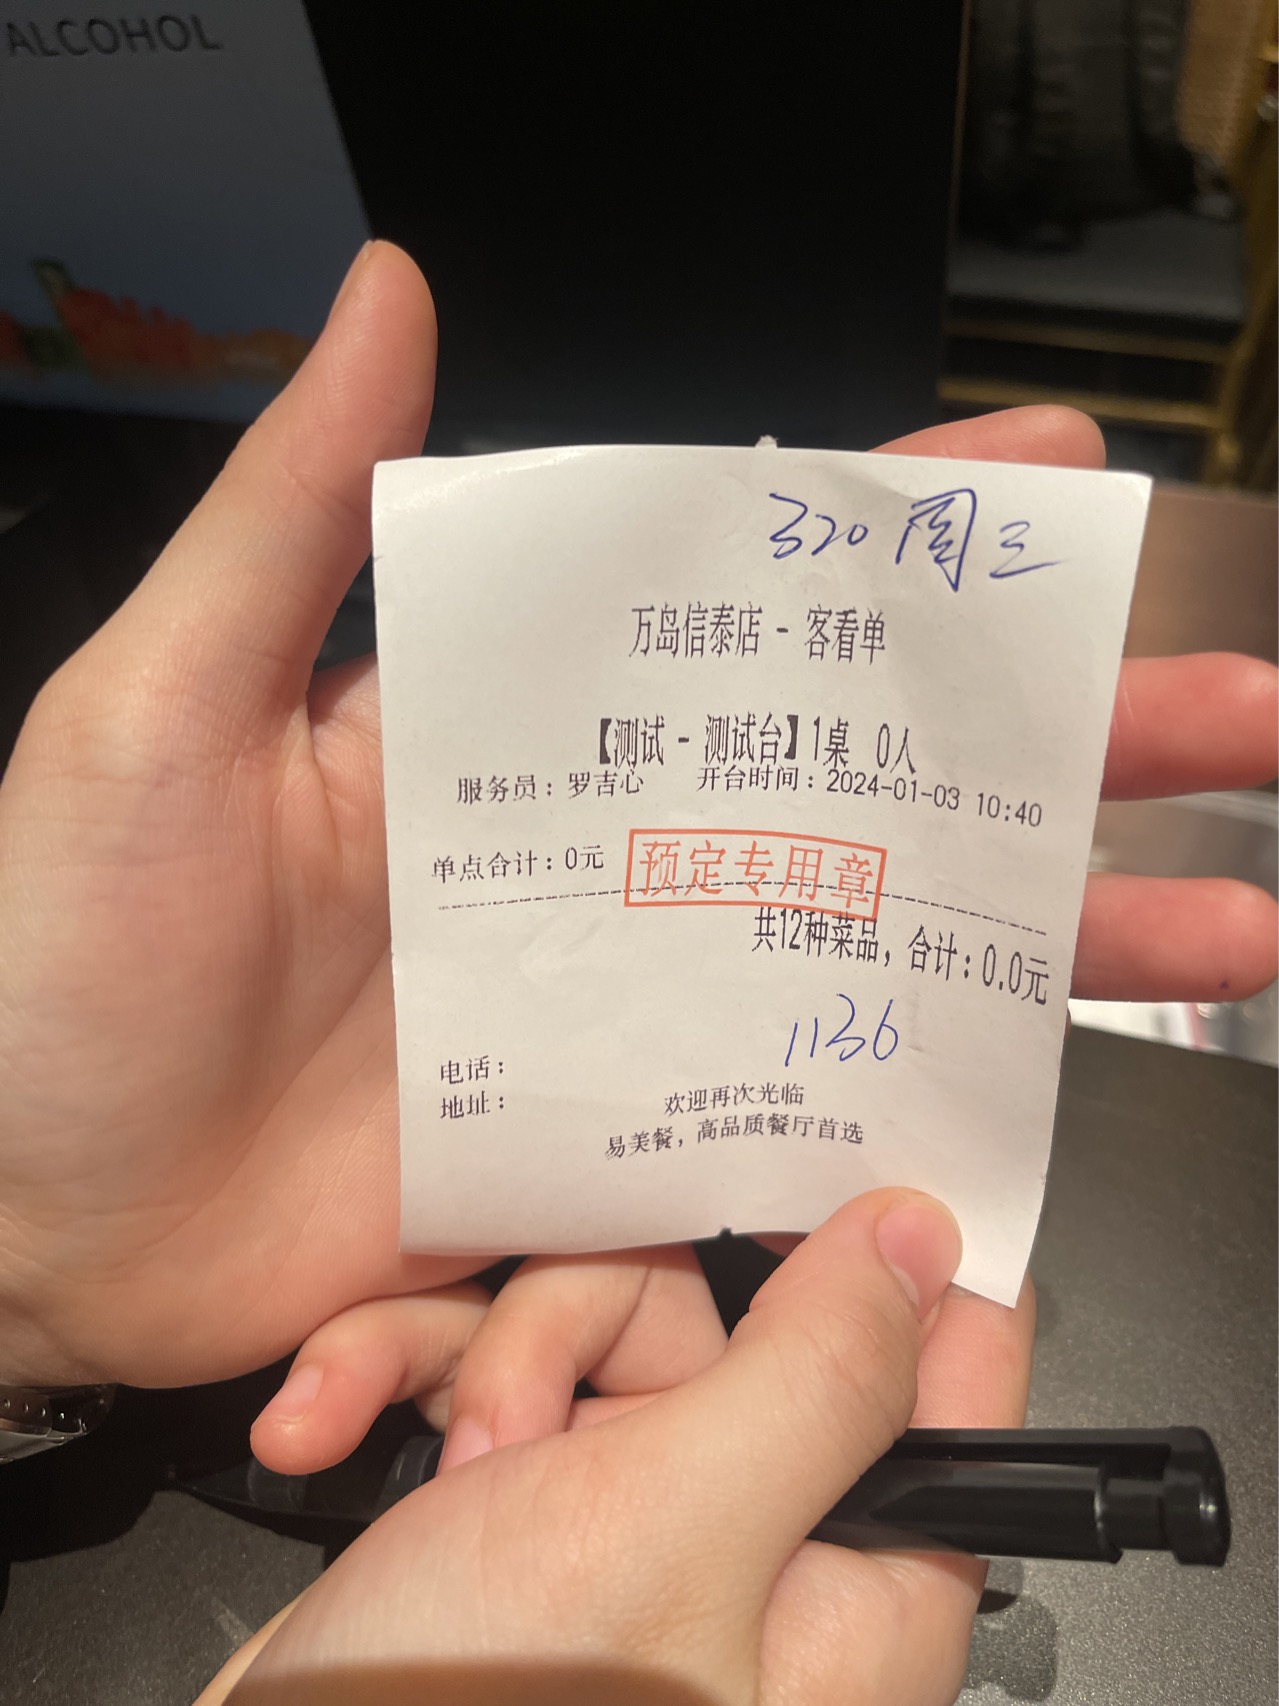 ALCOHOL
320 周三
万岛信泰店 - 客看单
【测试 - 测试台】1桌 0人
服务员：罗吉心 开台时间：2024-01-03 10:40
单点合计：0元
预定专用章
共12种菜品，合计：0.0元
1136
电话：
地址：
欢迎再次光临
易美餐，高品质餐厅首选